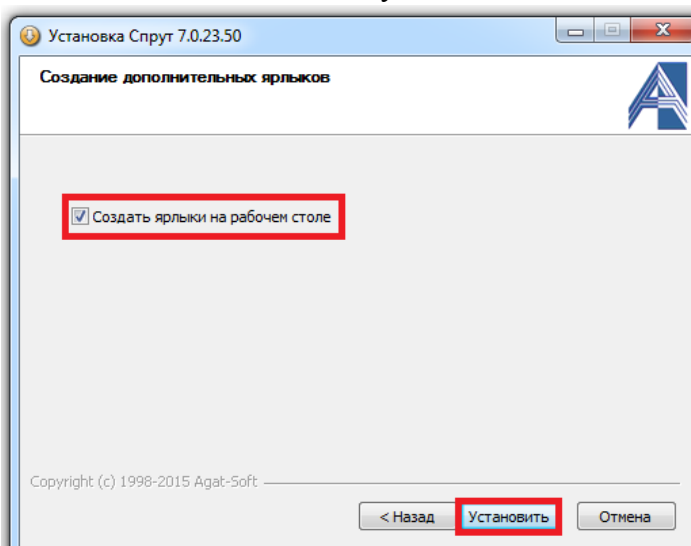 Установка Спрут 7.0.23.50
Создание дополнительных ярлыков
Создать ярлыки на рабочем столе
Copyright (c) 1998-2015 Agat-Soft
< Назад Установить Отмена